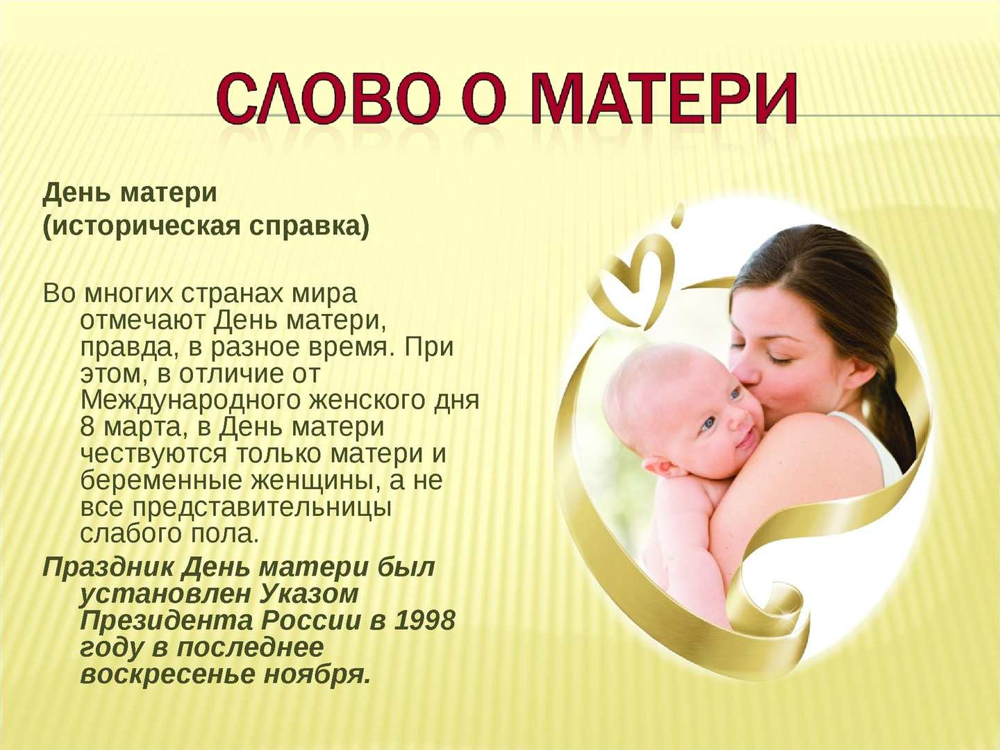 СЛОВО О МАТЕРИ
День матери
(историческая справка)
Во многих странах мира
отмечают День матери,
правда, в разное время. При
этом, в отличие от
Международного женского дня
8 марта, в День матери
чествуются только матери и
беременные женщины, а не
все представительницы
слабого пола.
Праздник День матери был
установлен Указом
Президента России в 1998
году в последнее
воскресенье ноября.